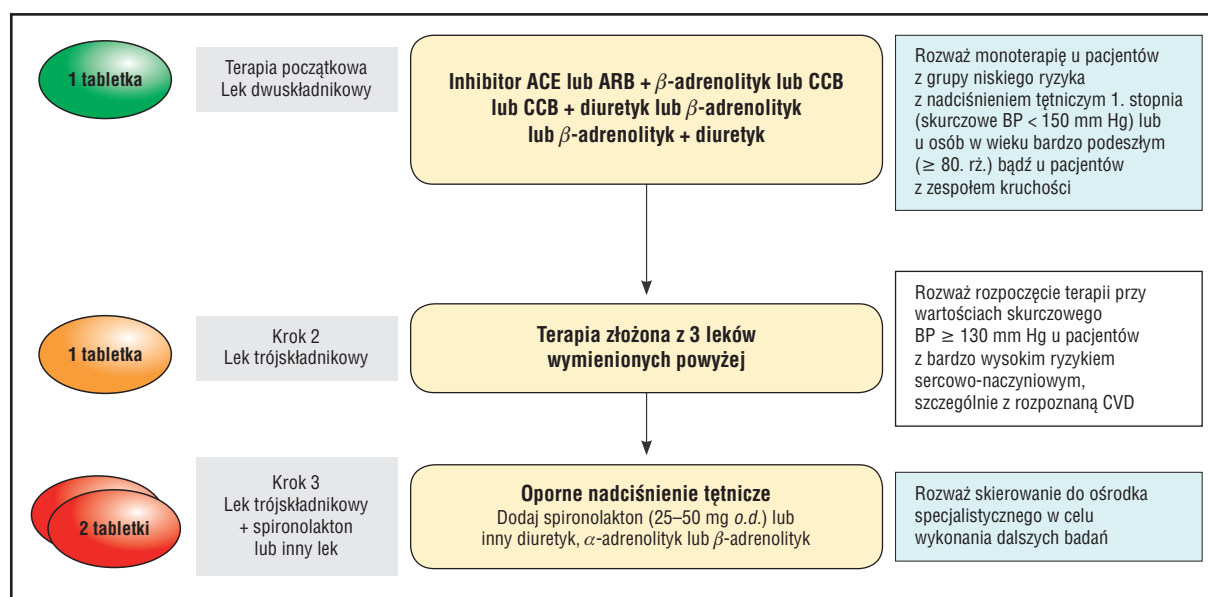 1 tabletka
Terapia początkowa
Lek dwuskładnikowy
Inhibitor ACE lub ARB + β-adrenolityk lub CCB
lub CCB + diuretyk lub β-adrenolityk
lub β-adrenolityk + diuretyk
Rozważ monoterapię u pacjentów
z grupy niskiego ryzyka
z nadciśnieniem tętniczym 1. stopnia
(skurczowe BP < 150 mm Hg) lub
u osób w wieku bardzo podeszłym
(≥ 80. rż.) bądź u pacjentów
z zespołem kruchości
1 tabletka
Krok 2
Lek trójskładnikowy
Terapia złożona z 3 leków
wymienionych powyżej
Rozważ rozpoczęcie terapii przy
wartościach skurczowego
BP ≥ 130 mm Hg u pacjentów
z bardzo wysokim ryzykiem
sercowo-naczyniowym,
szczególnie z rozpoznaną CVD
2 tabletki
Krok 3
Lek trójskładnikowy
+ spironolakton
lub inny lek
Oporne nadciśnienie tętnicze
Dodaj spironolakton (25–50 mg o.d.) lub
inny diuretyk, α-adrenolityk lub β-adrenolityk
Rozważ skierowanie do ośrodka
specjalistycznego w celu
wykonania dalszych badań